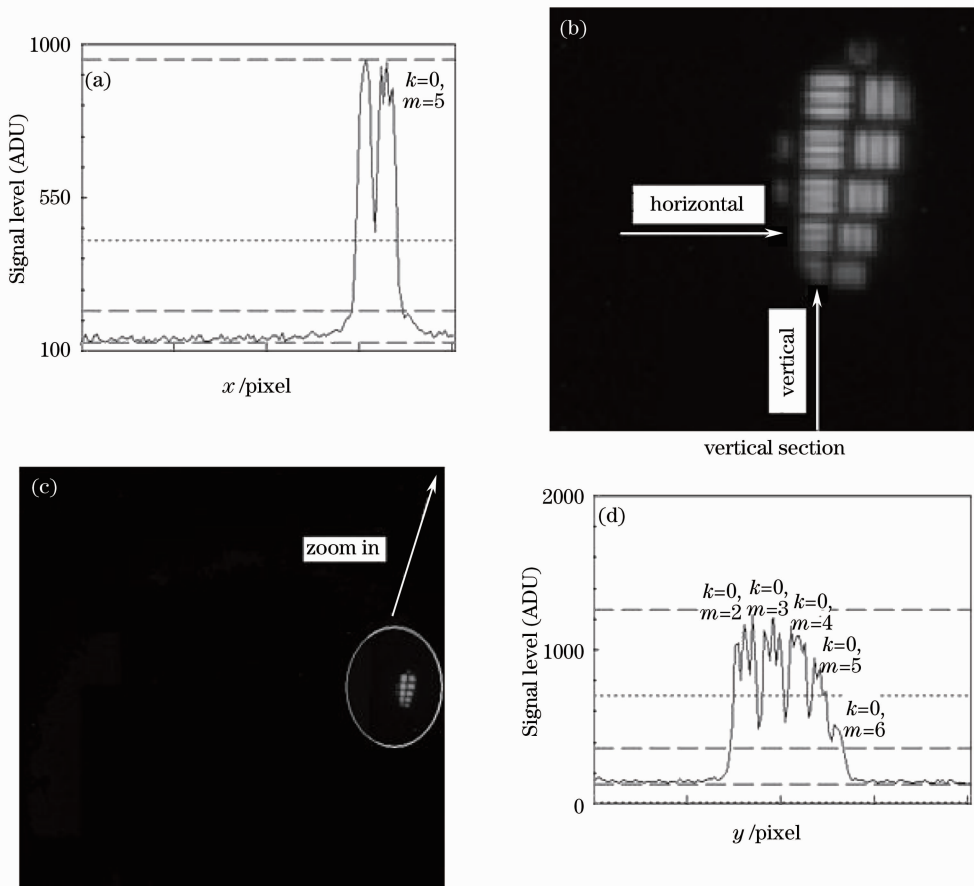 (a)
1000
550
100
Signal level (ADU)
k=0,
m=5
x /pixel
(b)
horizontal
vertical
vertical section
(c)
zoom in
(d)
2000
1000
0
Signal level (ADU)
k=0,
m=2
k=0,
m=3
k=0,
m=4
k=0,
m=5
k=0,
m=6
y /pixel